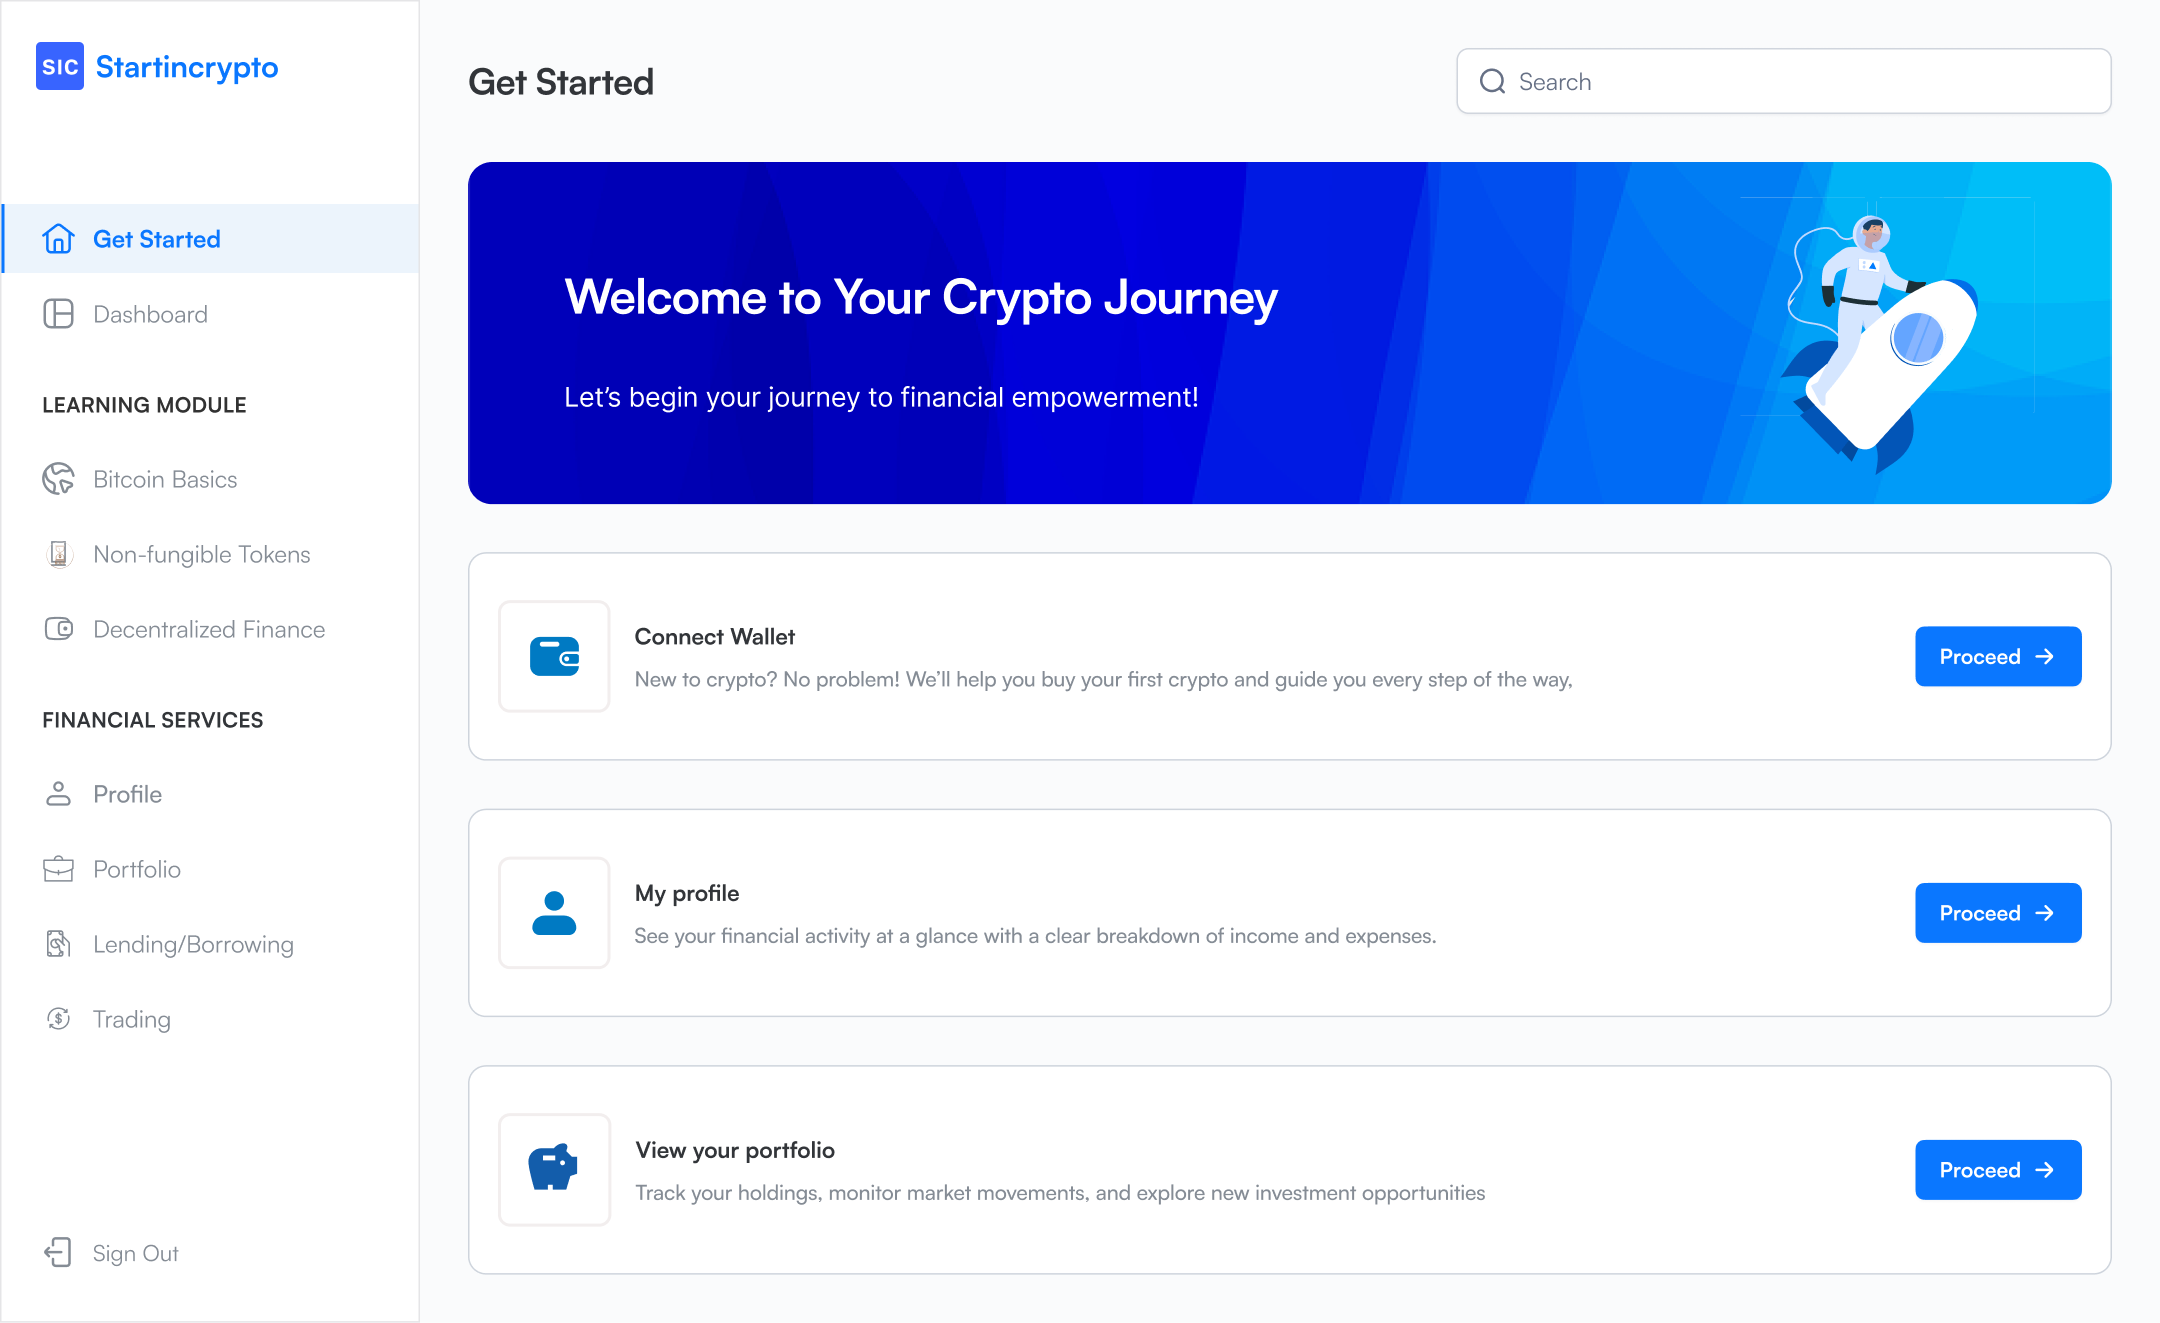 SIC Startincrypto
Get Started
Dashboard
LEARNING MODULE
Bitcoin Basics
Non-fungible Tokens
Decentralized Finance
FINANCIAL SERVICES
Profile
Portfolio
Lending/Borrowing
Trading
Sign Out
Get Started
Search
Welcome to Your Crypto Journey
Let’s begin your journey to financial empowerment!
Connect Wallet
New to crypto? No problem! We’ll help you buy your first crypto and guide you every step of the way,
Proceed
My profile
See your financial activity at a glance with a clear breakdown of income and expenses.
Proceed
View your portfolio
Track your holdings, monitor market movements, and explore new investment opportunities
Proceed